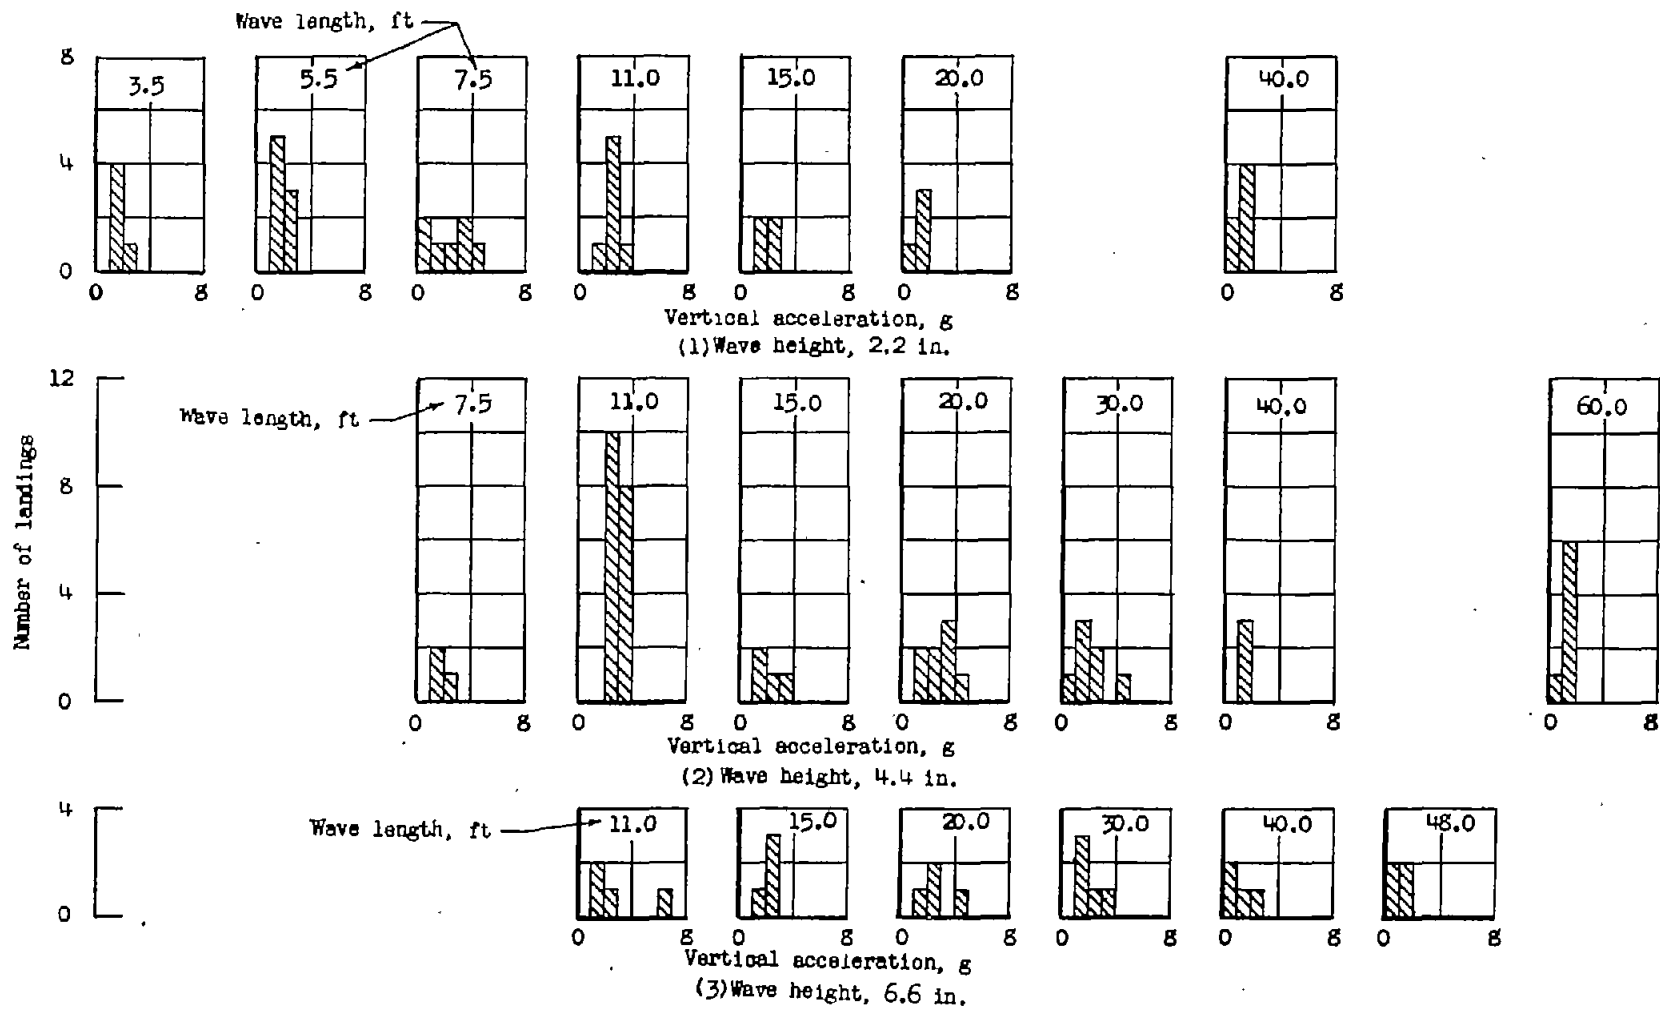 Wave length, ft
8
4
0
3.5 5.5 7.5 11.0 15.0 20.0 40.0
0 8 0 8 0 8 0 8 0 8 0 8 0 8
Vertical acceleration, g
(1) Wave height, 2.2 in.
Number of landings
12
8
4
0
Wave length, ft
7.5 11.0 15.0 20.0 30.0 40.0 60.0
0 8 0 8 0 8 0 8 0 8 0 8 0 8
Vertical acceleration, g
(2) Wave height, 4.4 in.
4
0
Wave length, ft
11.0 15.0 20.0 30.0 40.0 48.0
0 8 0 8 0 8 0 8 0 8 0 8
Vertical acceleration, g
(3) Wave height, 6.6 in.